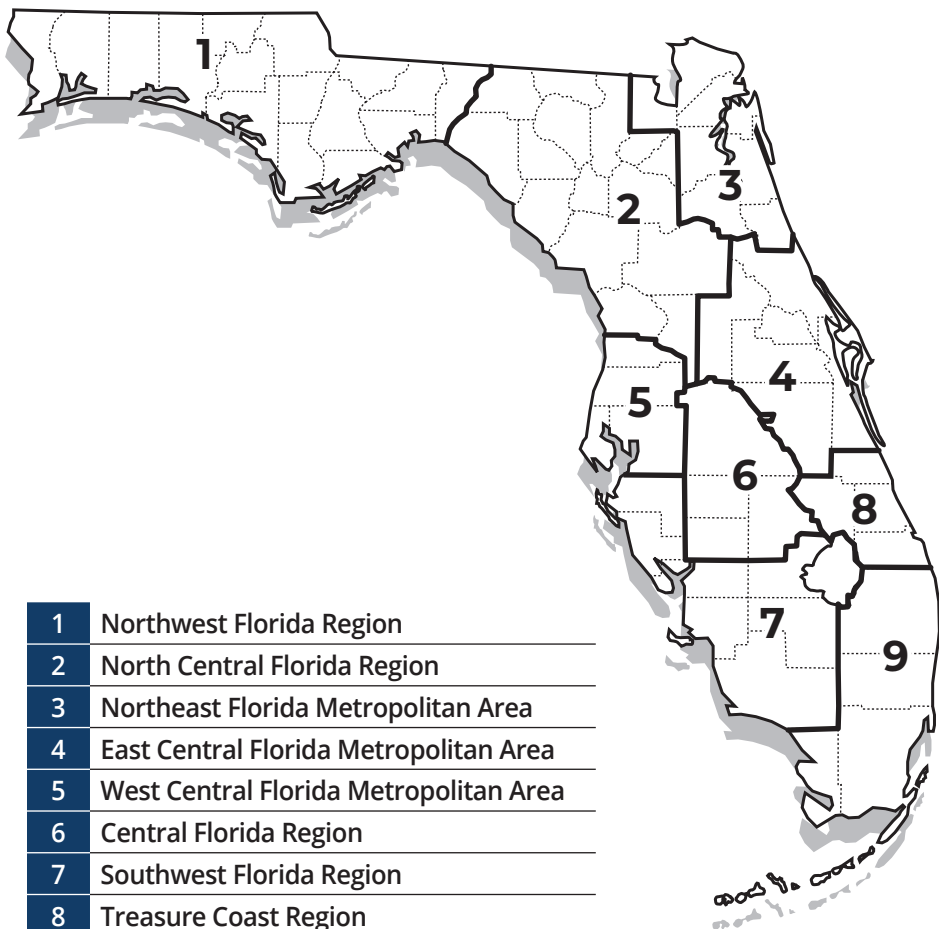 1
3
2
4
5
6
8
7
9
1 Northwest Florida Region
2 North Central Florida Region
3 Northeast Florida Metropolitan Area
4 East Central Florida Metropolitan Area
5 West Central Florida Metropolitan Area
6 Central Florida Region
7 Southwest Florida Region
8 Treasure Coast Region